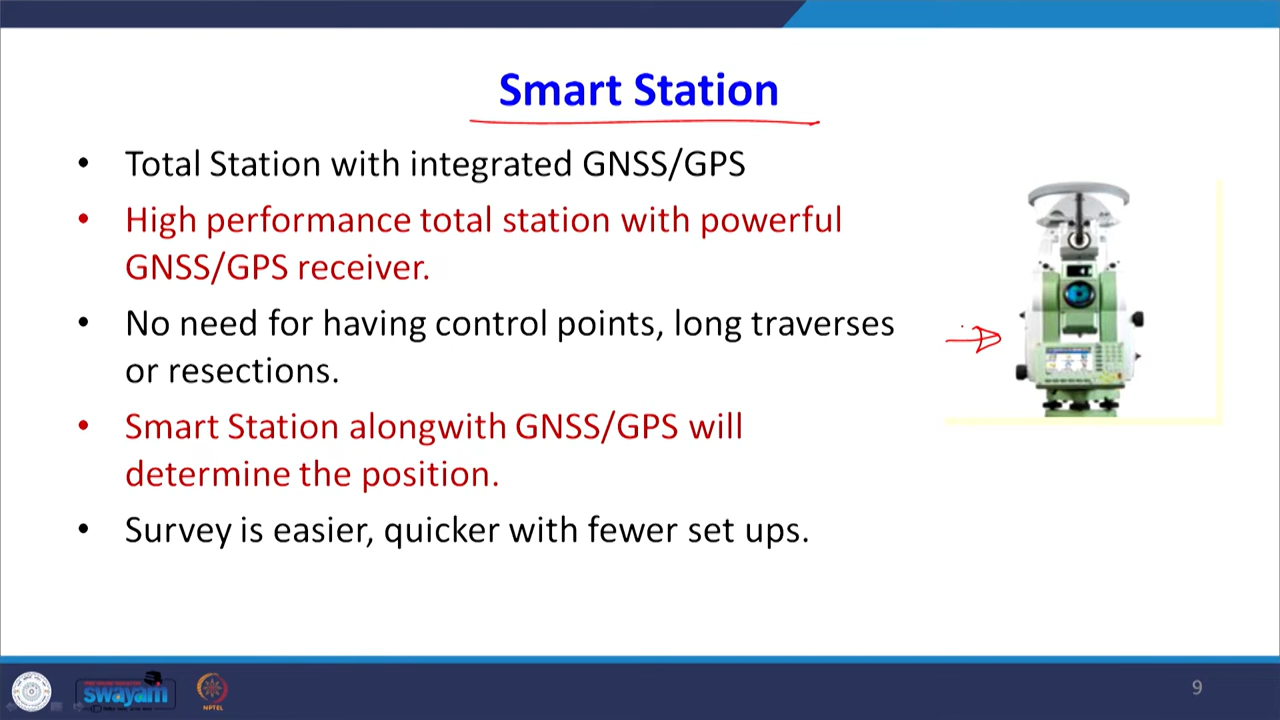 Smart Station
• Total Station with integrated GNSS/GPS
• High performance total station with powerful
GNSS/GPS receiver.
• No need for having control points, long traverses
or resections.
• Smart Station alongwith GNSS/GPS will
determine the position.
• Survey is easier, quicker with fewer set ups.
swayam
NPTEL
9